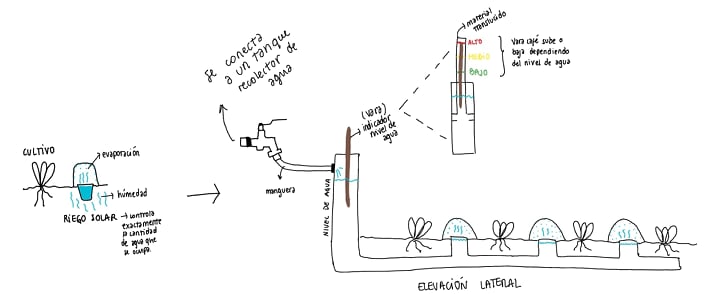 CULTIVO
evaporación
húmedad
RIEGO SOLAR → controla
exactamente
la cantidad
de agua que
se ocupa.
Se conecta
a un tanque
recolector de
agua
manguera
(vara)
indicador
nivel de
agua
NIVEL DE AGUA
material
translucido
ALTO
MEDIO
BAJO
Vara café sube o
baja dependiendo
del nivel de agua
ELEVACIÓN LATERAL